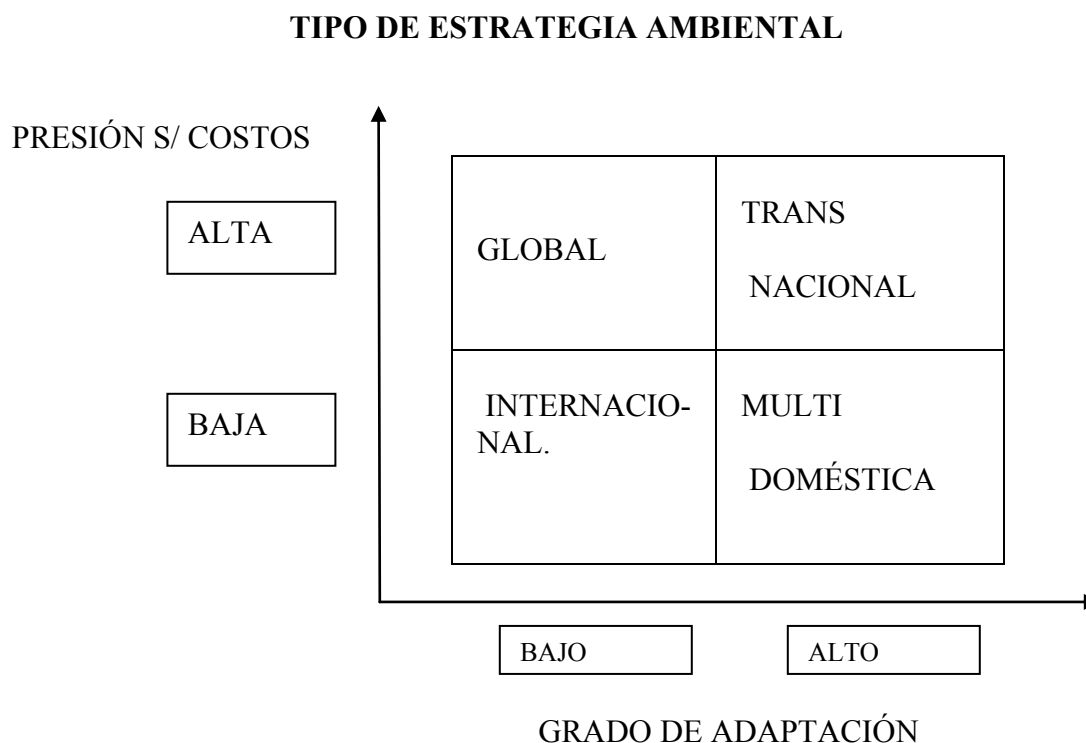 TIPO DE ESTRATEGIA AMBIENTAL
PRESIÓN S/ COSTOS
ALTA
GLOBAL
TRANS
NACIONAL
BAJA
INTERNACIO-
NAL.
MULTI
DOMÉSTICA
BAJO
ALTO
GRADO DE ADAPTACIÓN